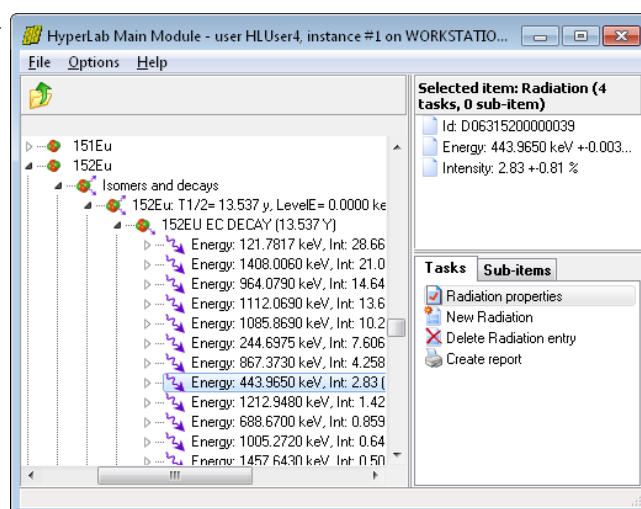 HyperLab Main Module - user HLUser4, instance #1 on WORKSTATIO...
File Options Help
151Eu
152Eu
Isomers and decays
152Eu: T1/2= 13.537 y, LevelE= 0.0000 ke
152EU EC DECAY (13.537 Y)
Energy: 121.7817 keV, Int: 28.66
Energy: 1408.0060 keV, Int: 21.0
Energy: 964.0790 keV, Int: 14.64
Energy: 1112.0690 keV, Int: 13.6
Energy: 1085.8690 keV, Int: 10.2
Energy: 244.6975 keV, Int: 7.606
Energy: 867.3730 keV, Int: 4.258
Energy: 443.9650 keV, Int: 2.83 (
Energy: 1212.9480 keV, Int: 1.42
Energy: 688.6700 keV, Int: 0.859
Energy: 1005.2720 keV, Int: 0.64
Energy: 1457.6430 keV, Int: 0.50
Selected item: Radiation (4
tasks, 0 sub-item)
Id: D06315200000039
Energy: 443.9650 keV +-0.003...
Intensity: 2.83 +-0.81 %
Tasks Sub-items
Radiation properties
New Radiation
Delete Radiation entry
Create report